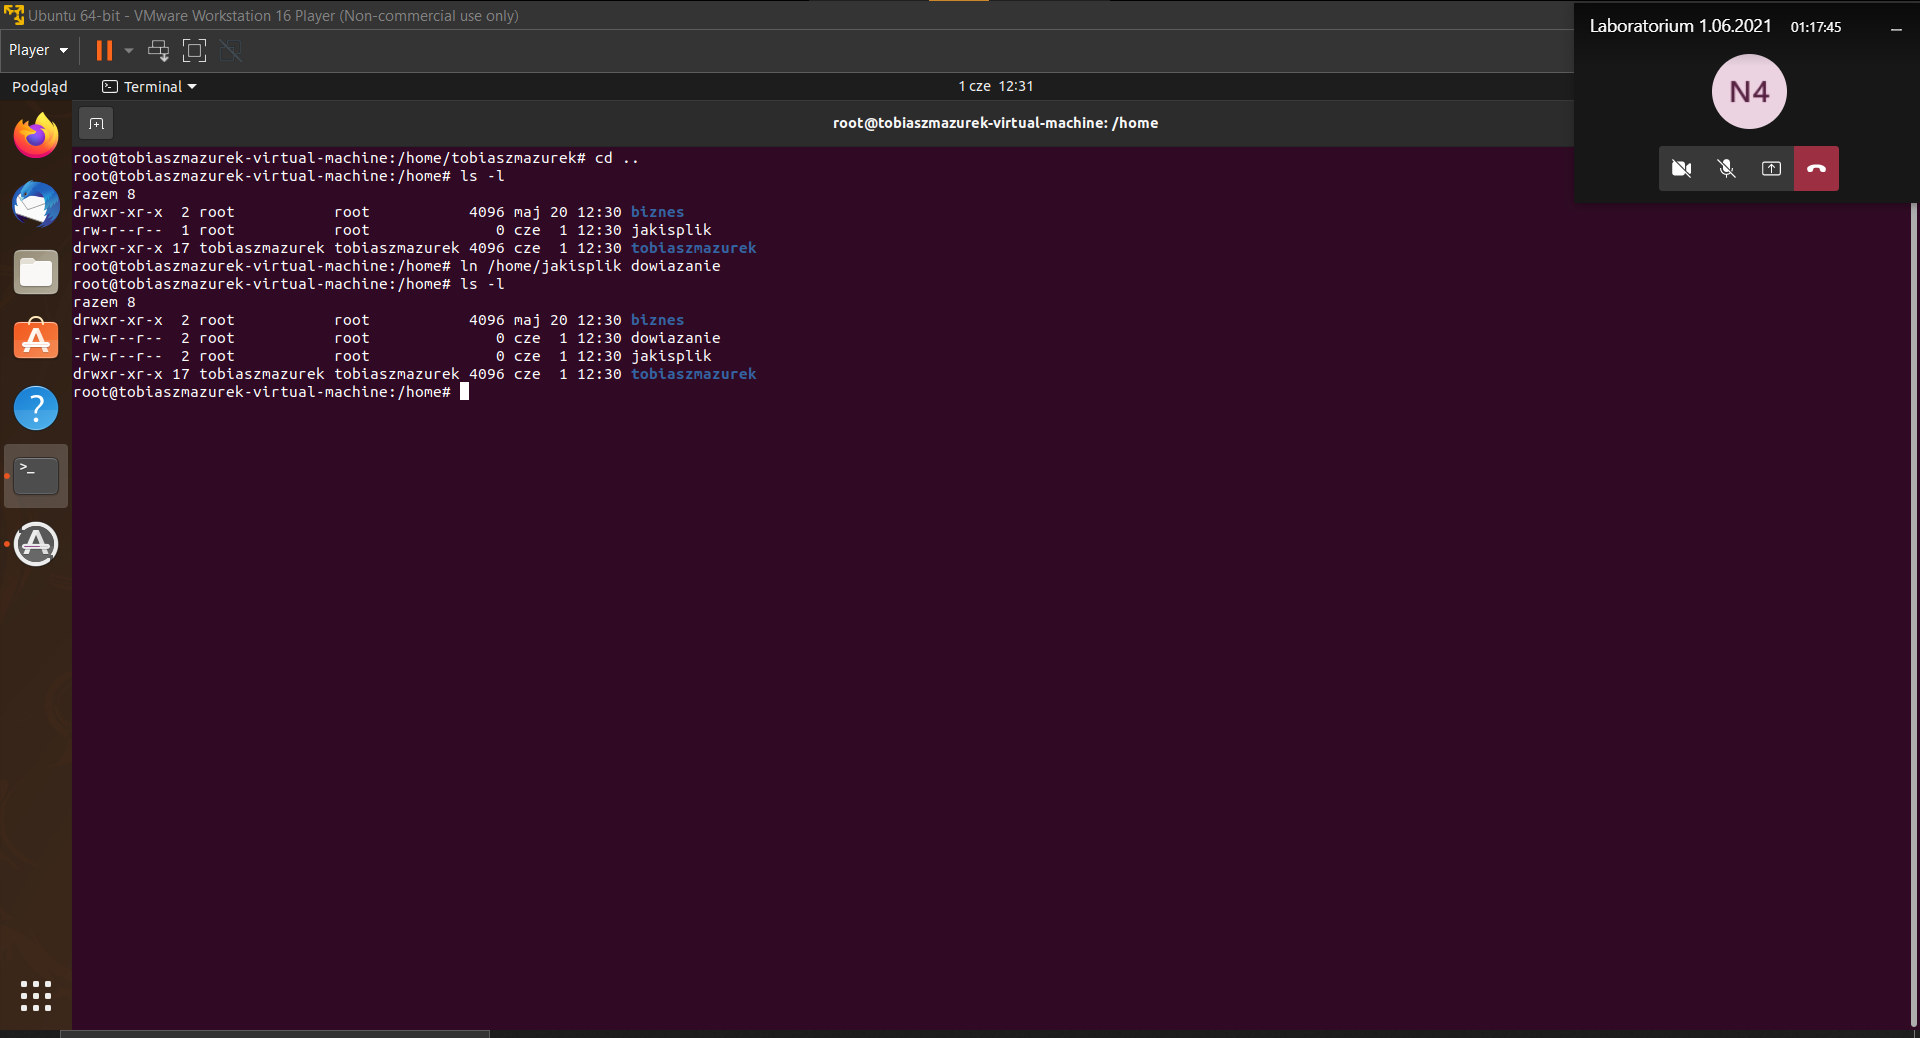 Ubuntu 64-bit - VMware Workstation 16 Player (Non-commercial use only)
Laboratorium 1.06.2021 01:17:45
Player
N4
Podgląd Terminal 1 cze 12:31
root@tobiaszmazurek-virtual-machine: /home
root@tobiaszmazurek-virtual-machine:/home/tobiaszmazurek# cd ..
root@tobiaszmazurek-virtual-machine:/home# ls -l
razem 8
drwxr-xr-x  2 root           root           4096 maj 20 12:30 biznes
-rw-r--r--  1 root           root              0 cze  1 12:30 jakisplik
drwxr-xr-x 17 tobiaszmazurek tobiaszmazurek 4096 cze  1 12:30 tobiaszmazurek
root@tobiaszmazurek-virtual-machine:/home# ln /home/jakisplik dowiazanie
root@tobiaszmazurek-virtual-machine:/home# ls -l
razem 8
drwxr-xr-x  2 root           root           4096 maj 20 12:30 biznes
-rw-r--r--  2 root           root              0 cze  1 12:30 dowiazanie
-rw-r--r--  2 root           root              0 cze  1 12:30 jakisplik
drwxr-xr-x 17 tobiaszmazurek tobiaszmazurek 4096 cze  1 12:30 tobiaszmazurek
root@tobiaszmazurek-virtual-machine:/home#